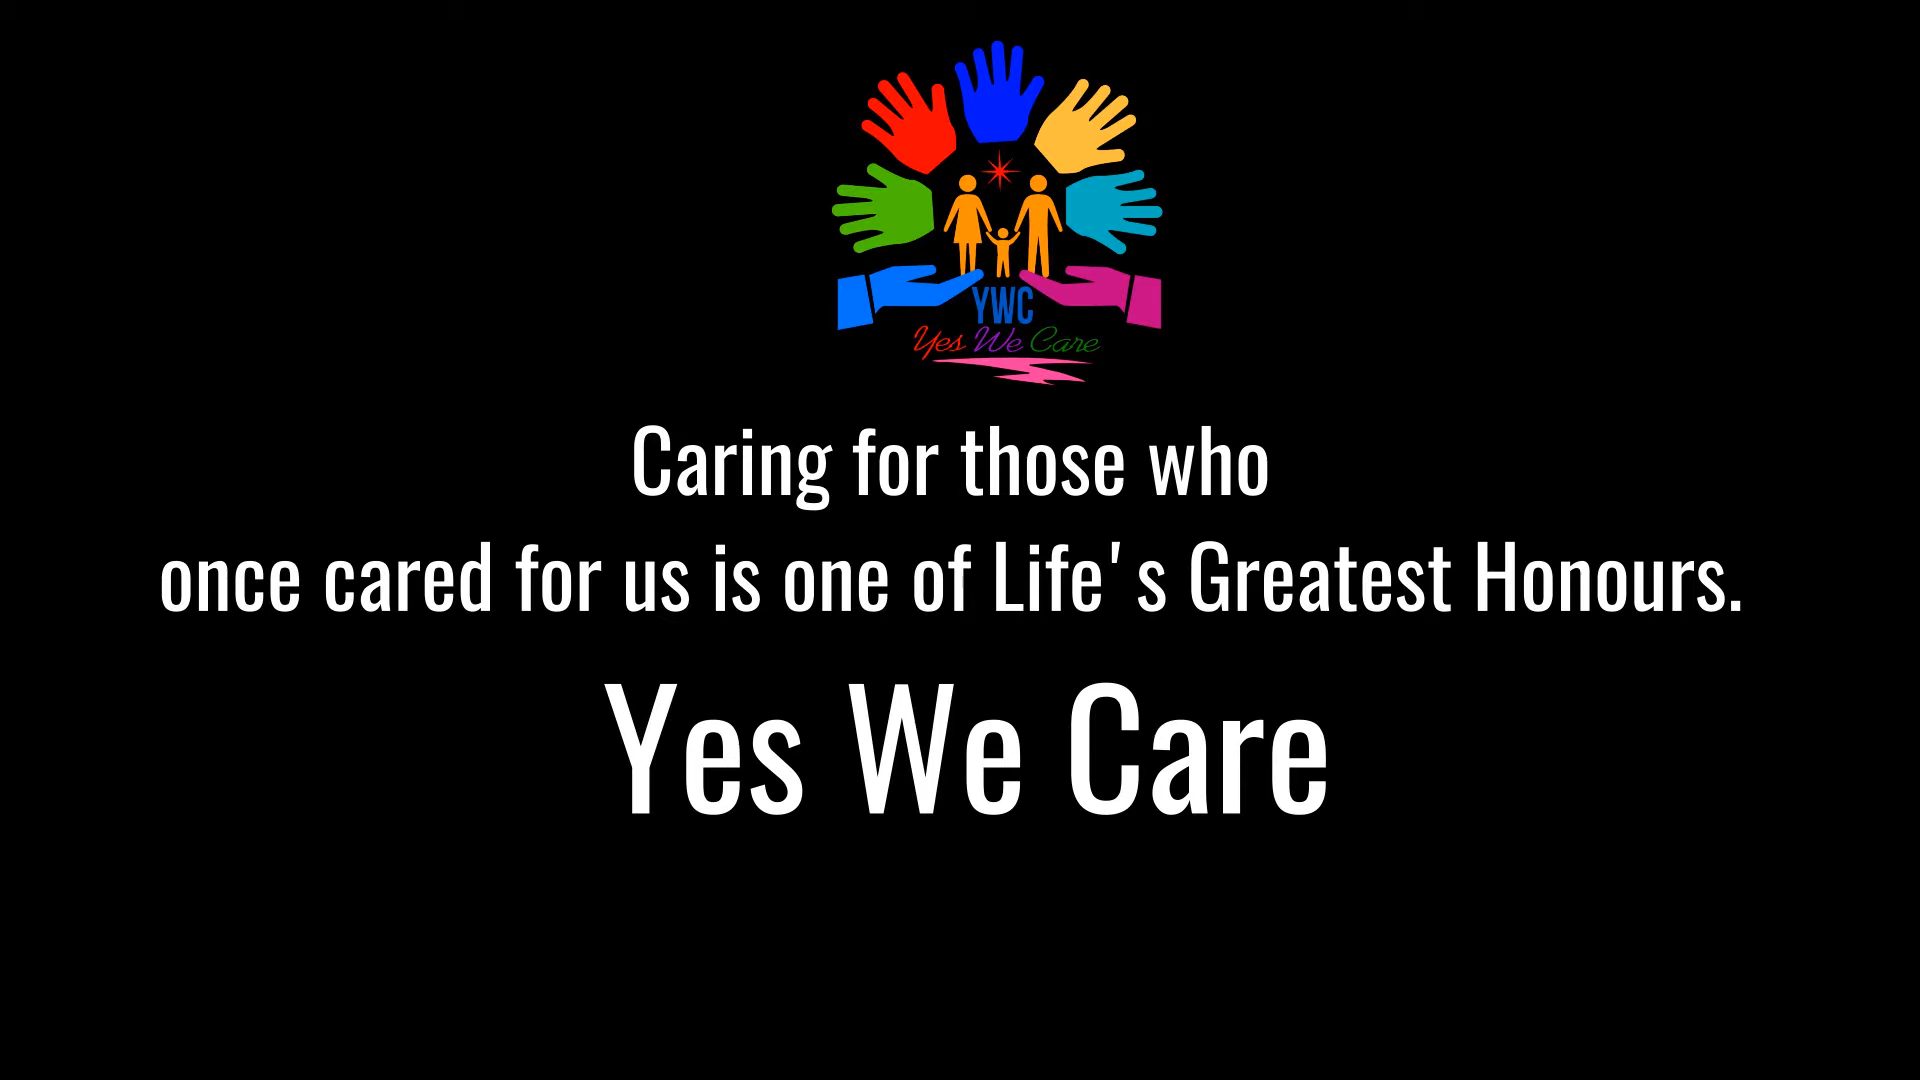 YWC
Yes We Care
Caring for those who
once cared for us is one of Life's Greatest Honours.
Yes We Care